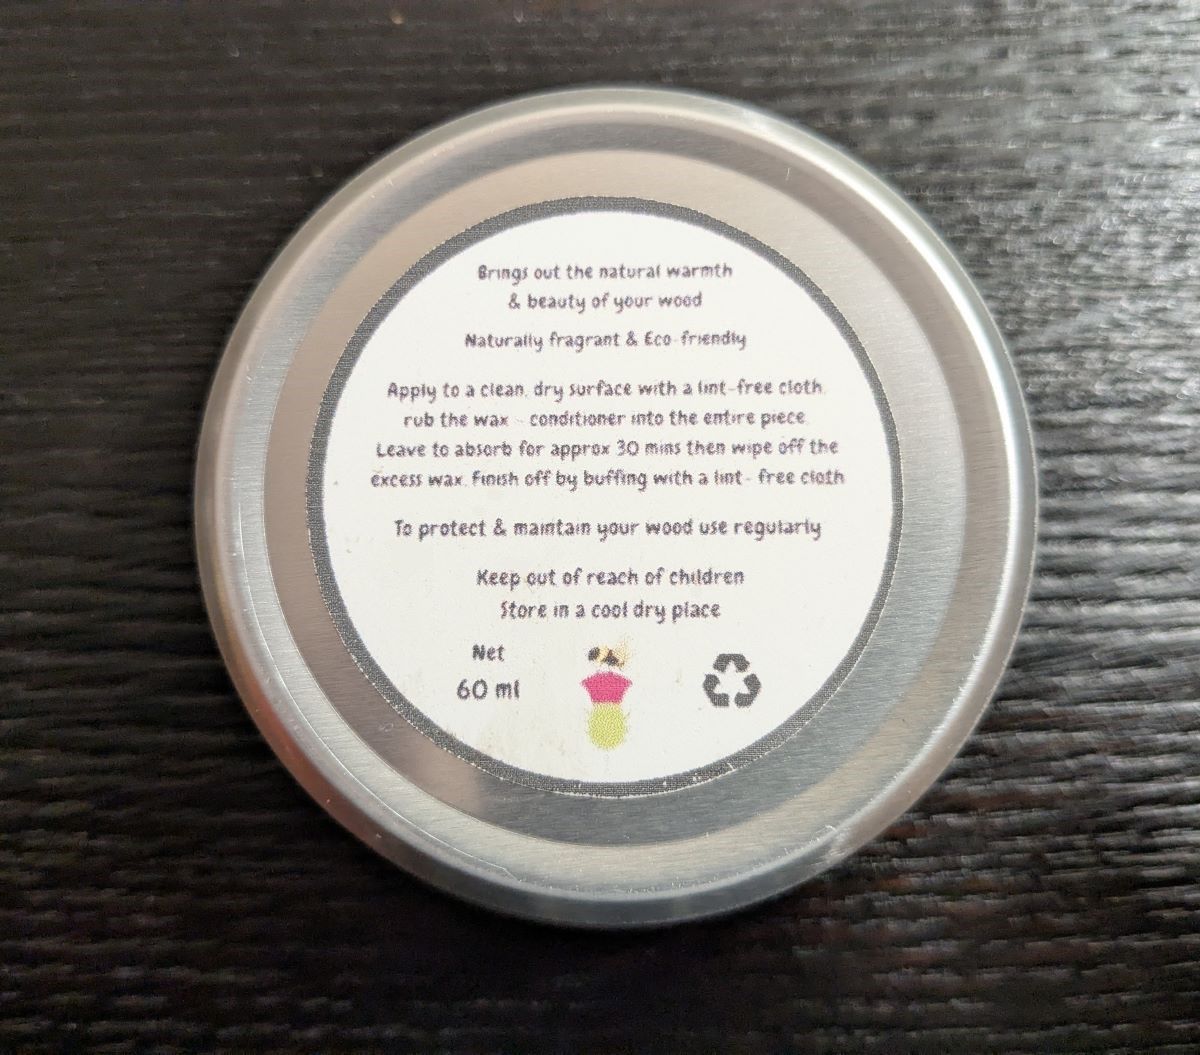 Brings out the natural warmth
& beauty of your wood
Naturally fragrant & Eco-friendly
Apply to a clean, dry surface with a lint-free cloth,
rub the wax - conditioner into the entire piece.
Leave to absorb for approx 30 mins then wipe off the
excess wax. Finish off by buffing with a lint- free cloth
To protect & maintain your wood use regularly
Keep out of reach of children
Store in a cool dry place
Net
60 ml